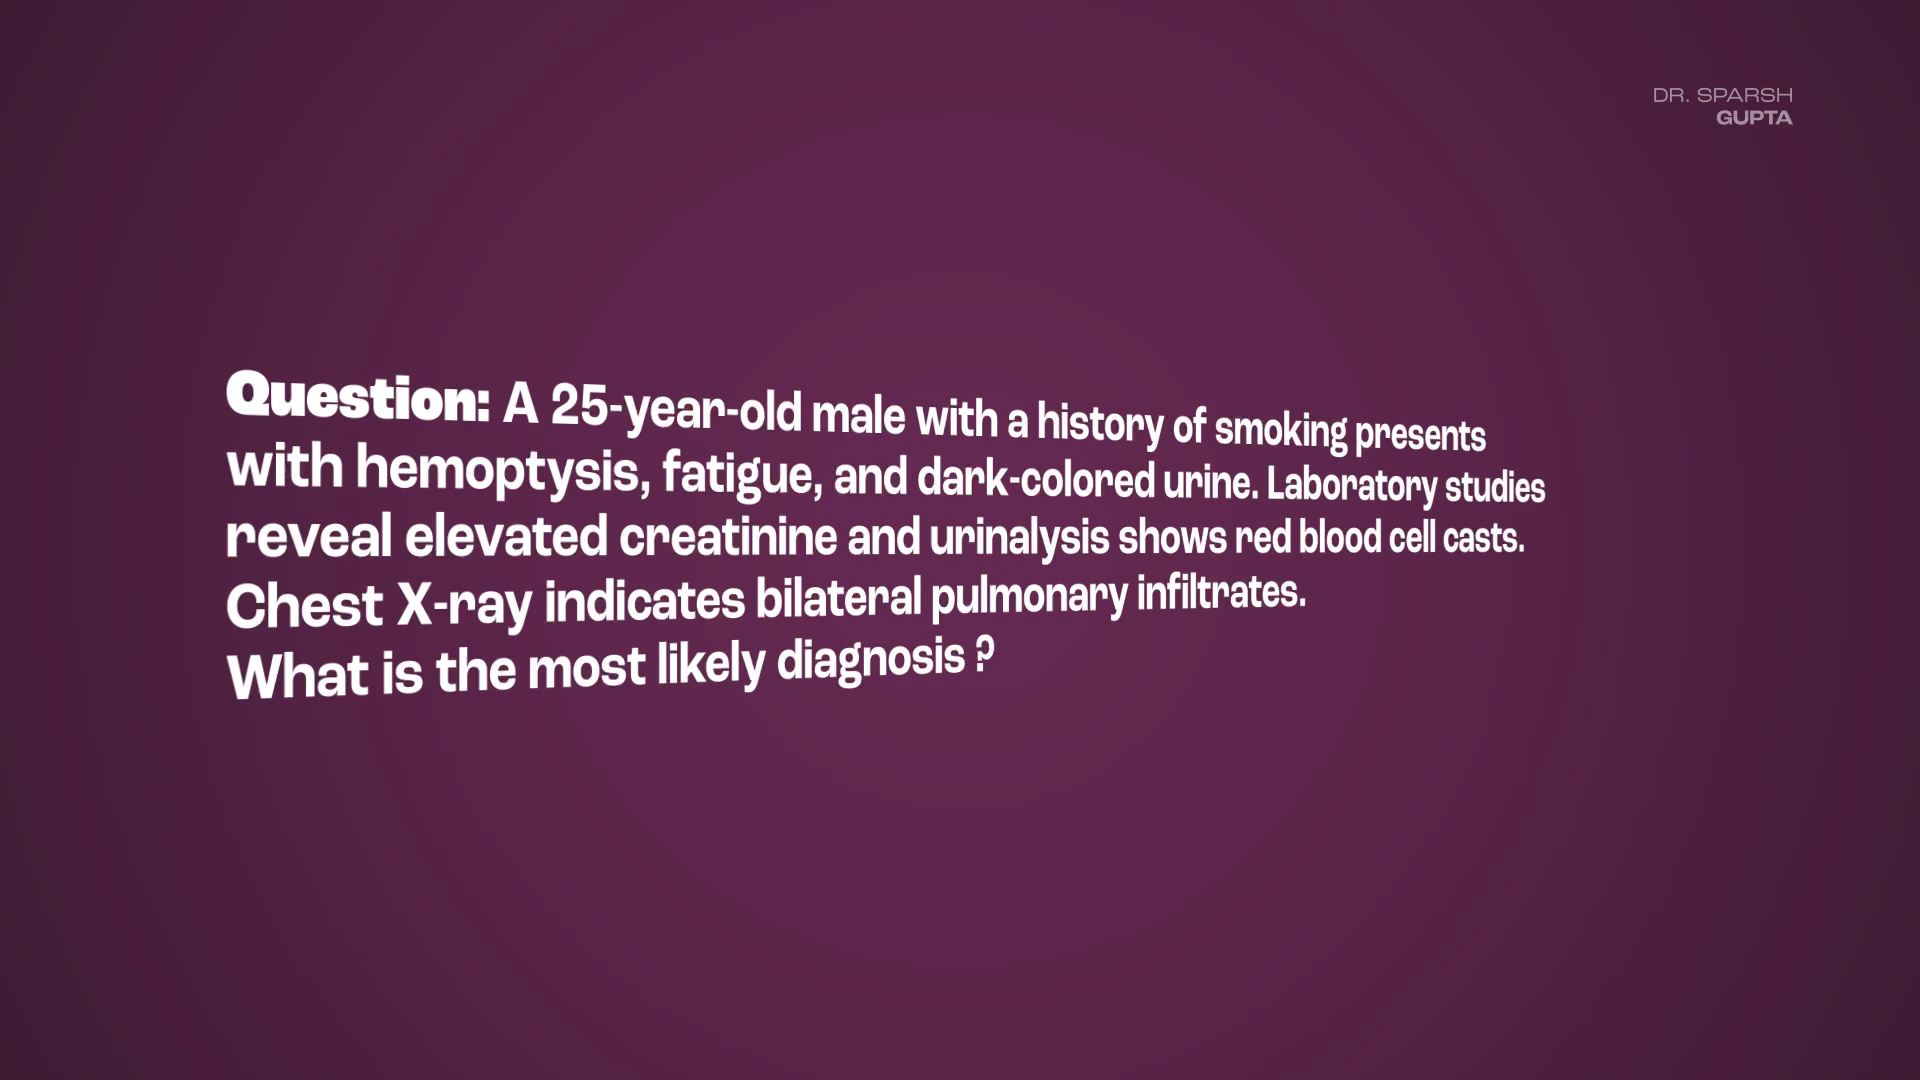 DR. SPARSH
GUPTA
Question: A 25-year-old male with a history of smoking presents
with hemoptysis, fatigue, and dark-colored urine. Laboratory studies
reveal elevated creatinine and urinalysis shows red blood cell casts.
Chest X-ray indicates bilateral pulmonary infiltrates.
What is the most likely diagnosis ?